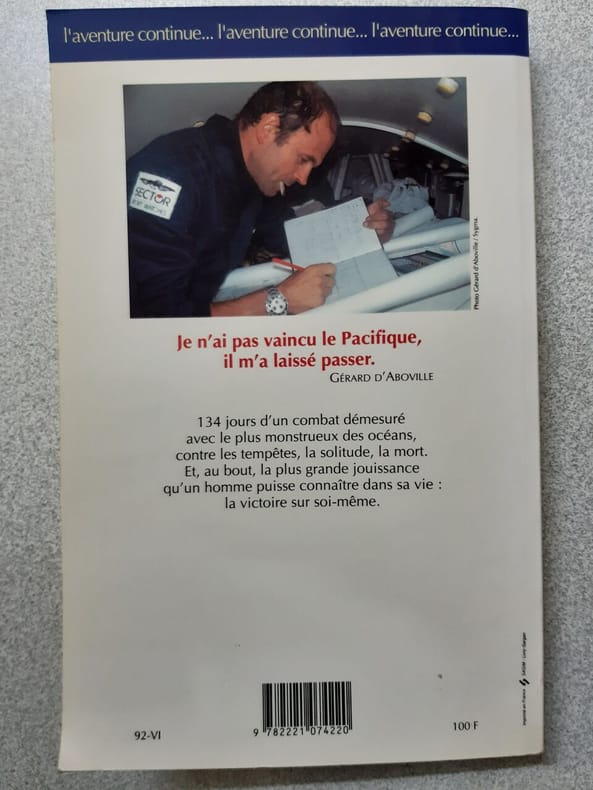 l'aventure continue... l'aventure continue... l'aventure continue...
SECTOR
Photo Gérard d'Aboville / Sygma.
Je n'ai pas vaincu le Pacifique,
il m'a laissé passer.
GÉRARD D'ABOVILLE
134 jours d'un combat démesuré
avec le plus monstrueux des océans,
contre les tempêtes, la solitude, la mort.
Et, au bout, la plus grande jouissance
qu'un homme puisse connaître dans sa vie :
la victoire sur soi-même.
Imprimé en France
92-VI
9 782221 074220
100 F